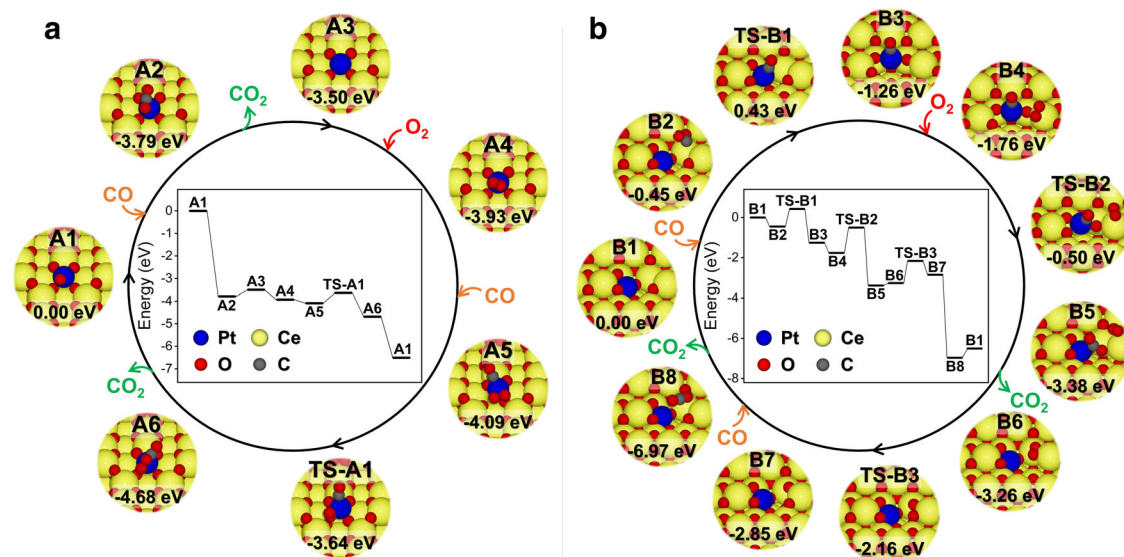 a
A1
0.00 eV
CO
A2
-3.79 eV
CO2
A3
-3.50 eV
O2
A4
-3.93 eV
CO
A5
-4.09 eV
TS-A1
-3.64 eV
A6
-4.68 eV
CO2
Energy (eV)
0
-1
-2
-3
-4
-5
-6
-7
A1
A2
A3
A4
A5
TS-A1
A6
A1
Pt
Ce
O
C
b
B1
0.00 eV
CO
B2
-0.45 eV
TS-B1
0.43 eV
B3
-1.26 eV
O2
B4
-1.76 eV
TS-B2
-0.50 eV
B5
-3.38 eV
CO2
B6
-3.26 eV
TS-B3
-2.16 eV
B7
-2.85 eV
CO
B8
-6.97 eV
CO2
Energy (eV)
0
-2
-4
-6
-8
B1
B2
TS-B1
B3
B4
TS-B2
B5
B6
TS-B3
B7
B8
B1
Pt
Ce
O
C